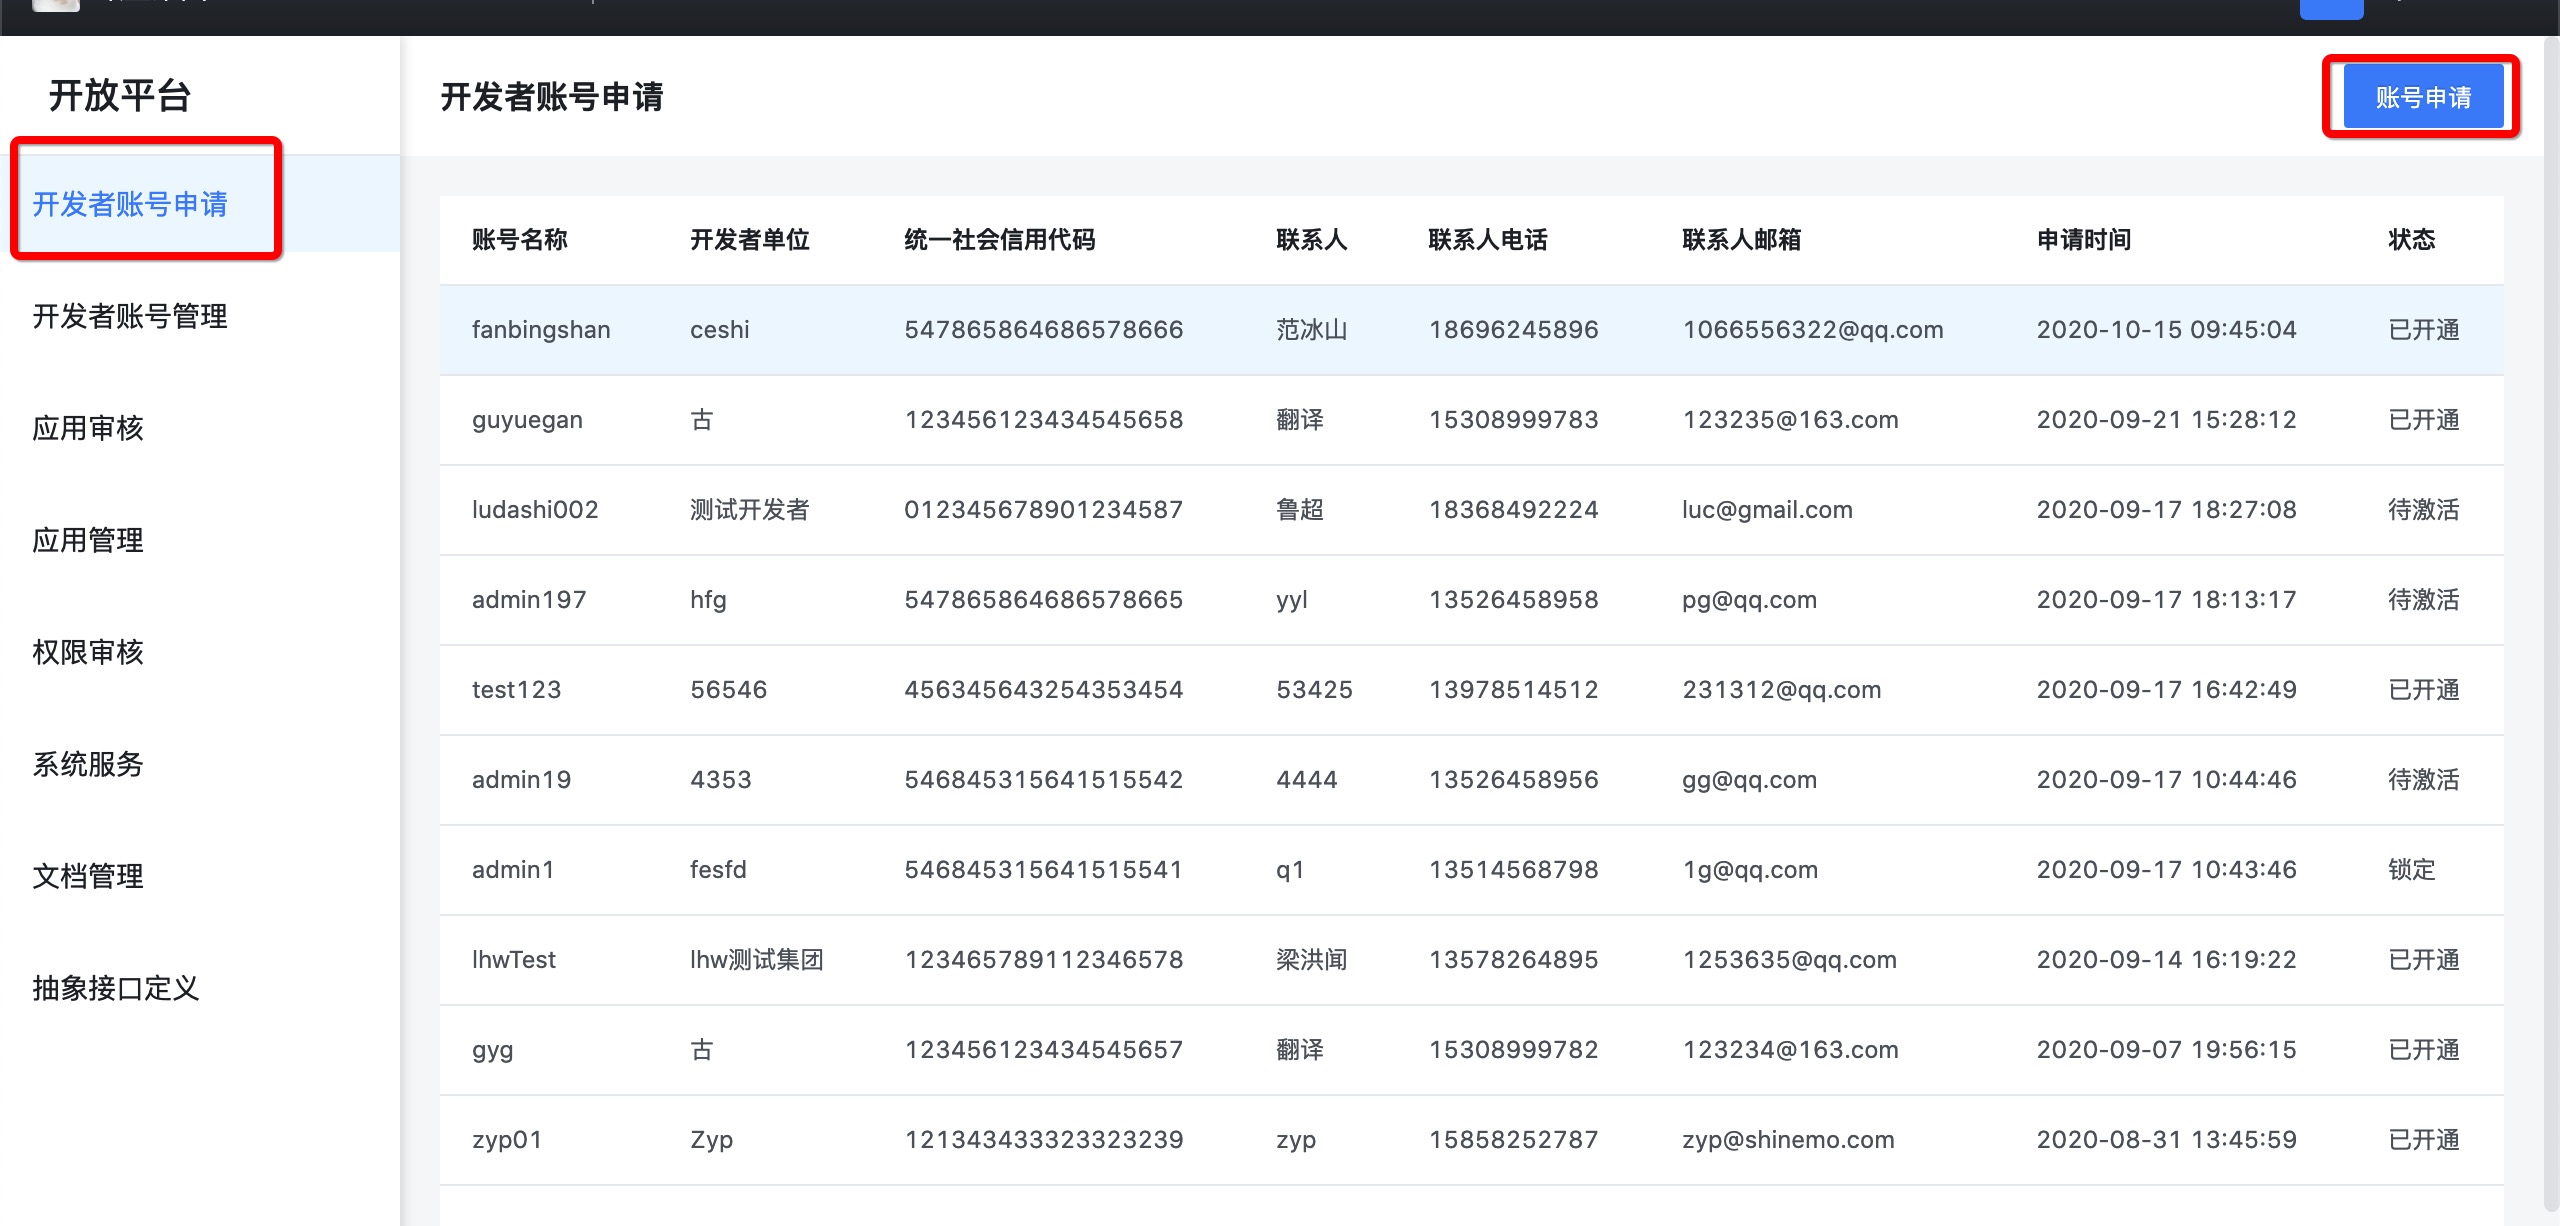 开放平台
开发者账号申请
开发者账号管理
应用审核
应用管理
权限审核
系统服务
文档管理
抽象接口定义
开发者账号申请
账号申请
账号名称 开发者单位 统一社会信用代码 联系人 联系人电话 联系人邮箱 申请时间 状态
fanbingshan ceshi 547865864686578666 范冰山 18696245896 1066556322@qq.com 2020-10-15 09:45:04 已开通
guyuegan 古 123456123434545658 翻译 15308999783 123235@163.com 2020-09-21 15:28:12 已开通
ludashi002 测试开发者 012345678901234587 鲁超 18368492224 luc@gmail.com 2020-09-17 18:27:08 待激活
admin197 hfg 547865864686578665 yyl 13526458958 pg@qq.com 2020-09-17 18:13:17 待激活
test123 56546 456345643254353454 53425 13978514512 231312@qq.com 2020-09-17 16:42:49 已开通
admin19 4353 546845315641515542 4444 13526458956 gg@qq.com 2020-09-17 10:44:46 待激活
admin1 fesfd 546845315641515541 q1 13514568798 1g@qq.com 2020-09-17 10:43:46 锁定
lhwTest lhw测试集团 123465789112346578 梁洪闻 13578264895 1253635@qq.com 2020-09-14 16:19:22 已开通
gyg 古 123456123434545657 翻译 15308999782 123234@163.com 2020-09-07 19:56:15 已开通
zyp01 Zyp 121343433323323239 zyp 15858252787 zyp@shinemo.com 2020-08-31 13:45:59 已开通